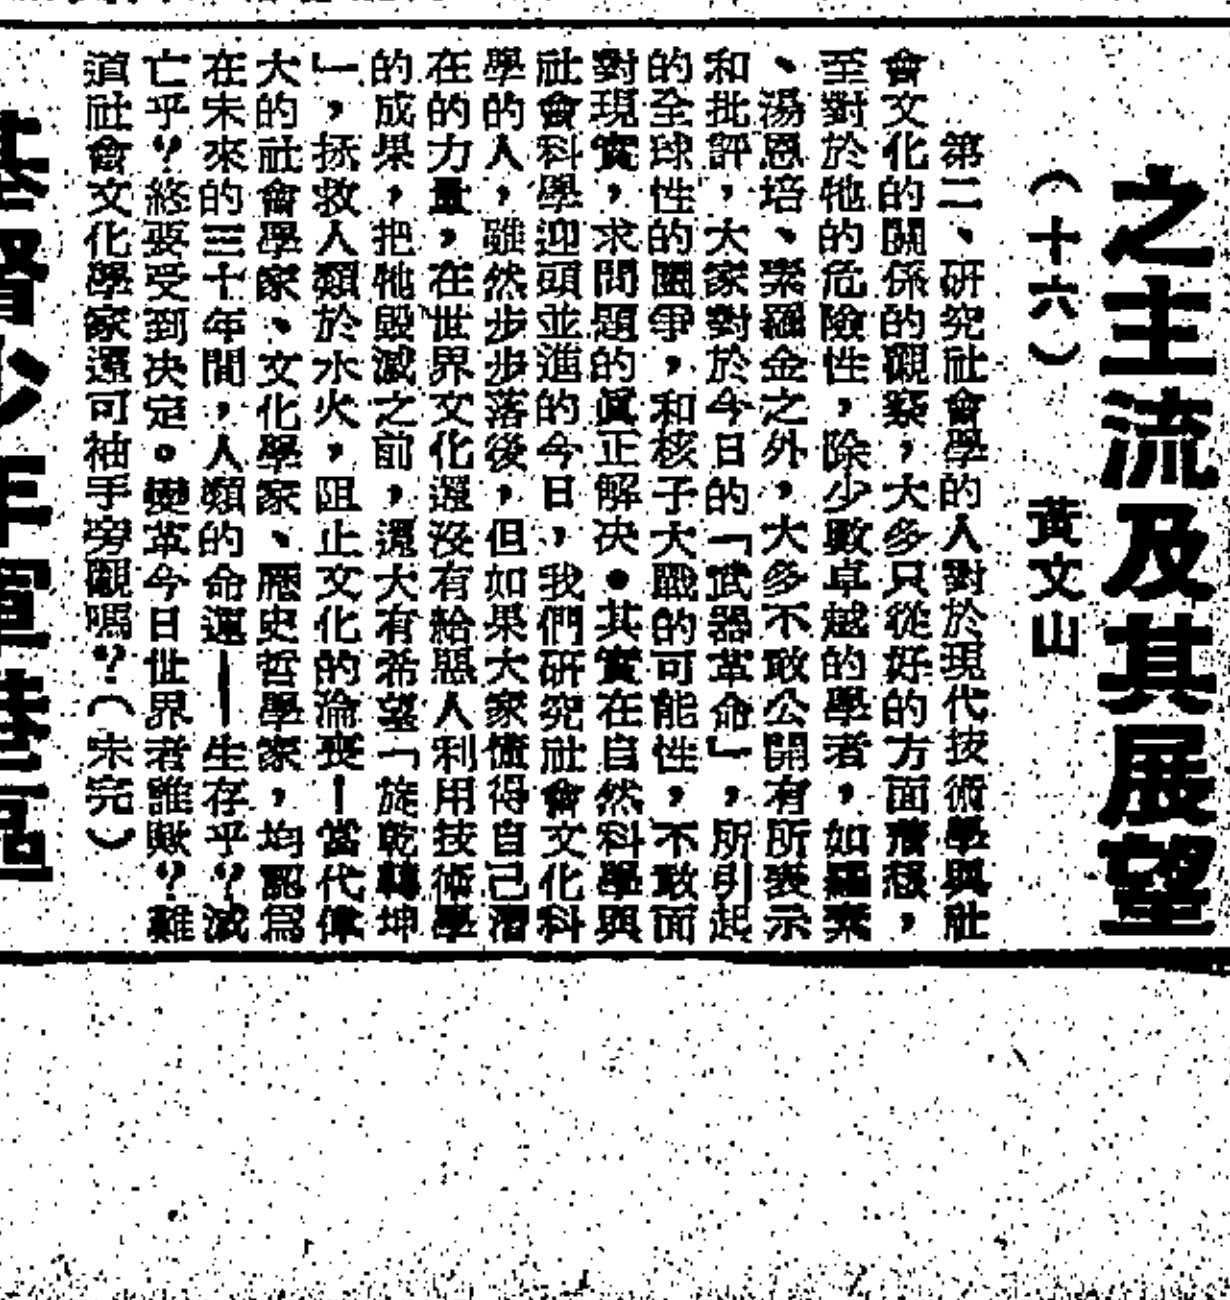 之主流及其展望
（十六）　黃文山
第二、研究社會學的人對於現代技術學與社
會文化的關係的觀察，大多只從好的方面着想，
至對於牠的危險性，除少數卓越的學者，如羅素
、湯恩培、素羅金之外，大多不敢公開有所表示
和批評，大家對於今日的「武器革命」，所引起
的全球性的鬪爭，和核子大戰的可能性，不敢面
對現實，求問題的眞正解决●其實在自然科學與
社會科學迎頭並進的今日，我們研究社會文化科
學的人，雖然步步落後，但如果大家懂得自己潛
在的力量，在世界文化還沒有給惡人利用技術學
的成果，把牠毀滅之前，還大有希望「旋乾轉坤
」，拯救人類於水火，阻止文化的淪喪—當代偉
大的社會學家、文化學家、歷史哲學家，均認爲
在未來的三十年間，人類的命運——生存乎？滅
亡乎？終要受到决定。變革今日世界者誰歟？難
道社會文化學家還可袖手旁觀嗎？（未完）
基督少年軍港區